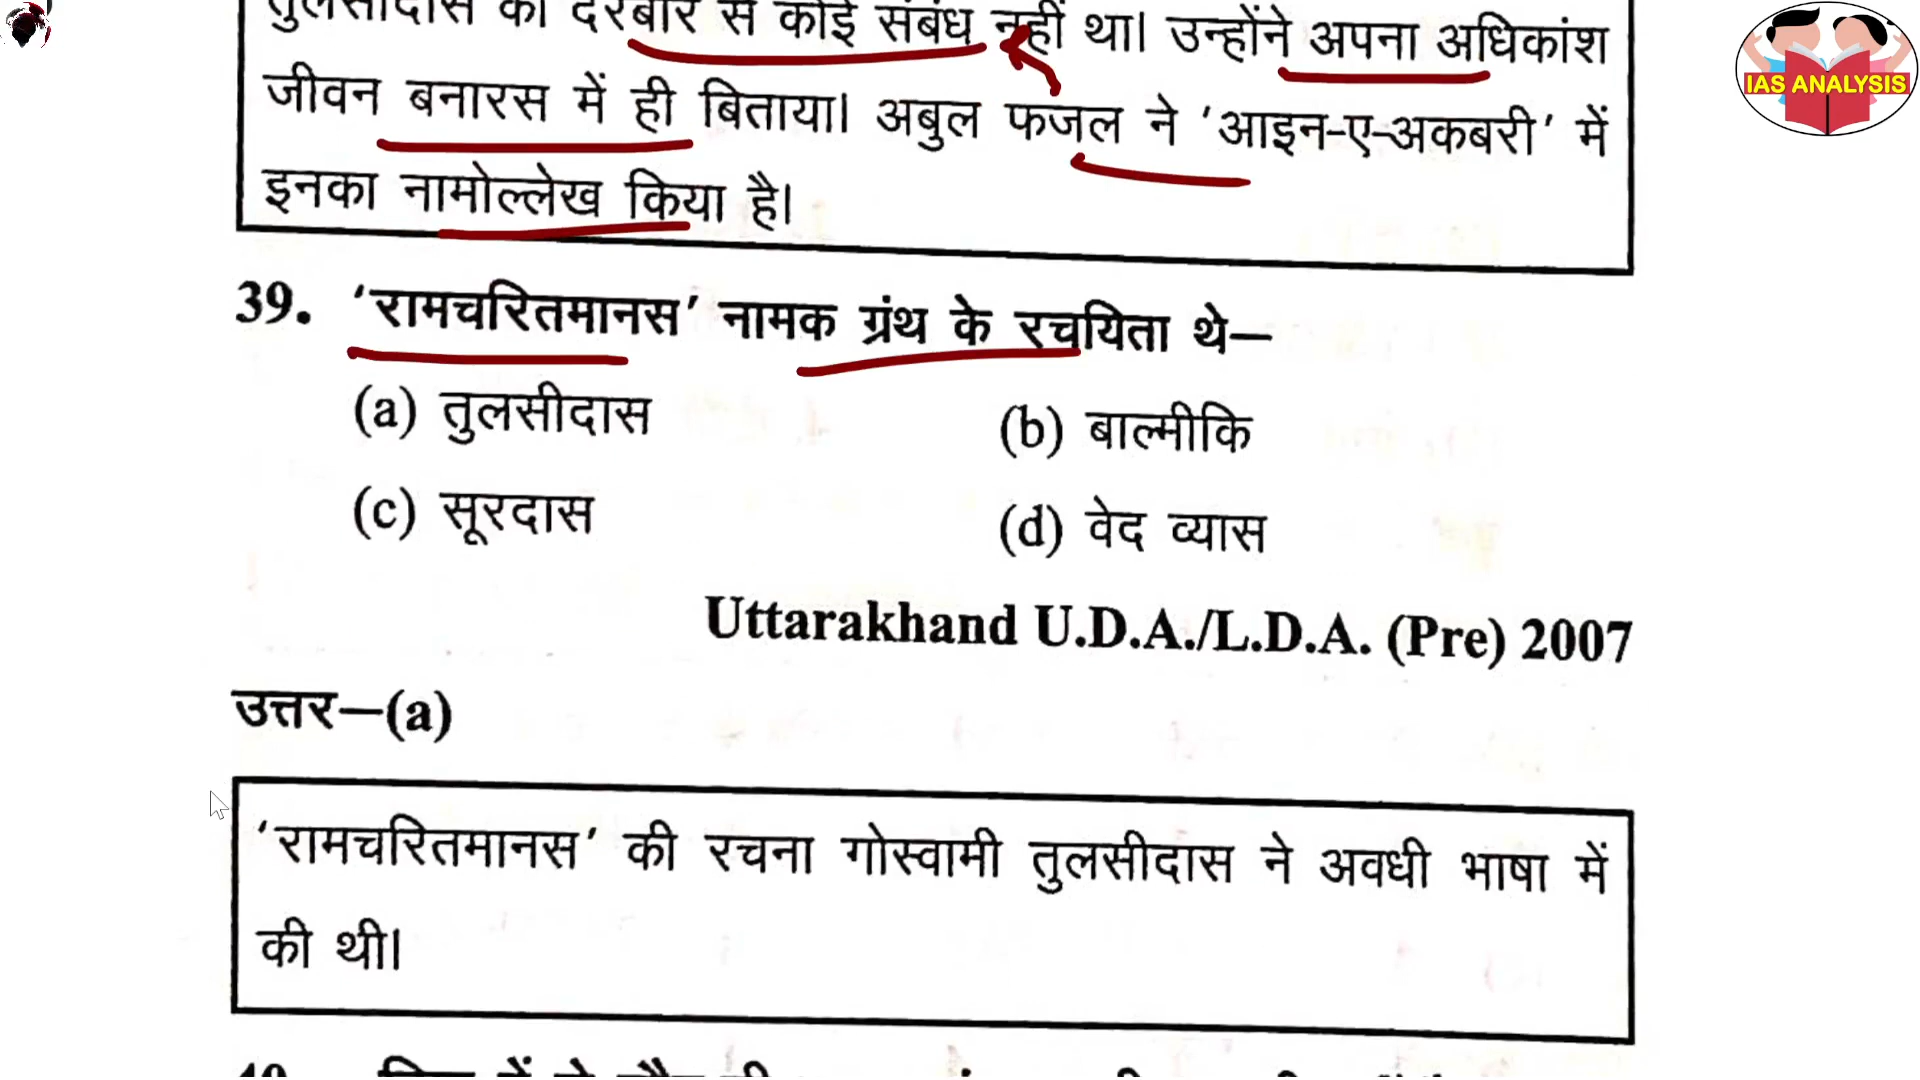 तुलसीदास का दरबार से कोई संबंध नहीं था। उन्होंने अपना अधिकांश
जीवन बनारस में ही बिताया। अबुल फजल ने 'आइन-ए-अकबरी' में
इनका नामोल्लेख किया है।
IAS ANALYSIS
39. 'रामचरितमानस' नामक ग्रंथ के रचयिता थे—
(a) तुलसीदास (b) बाल्मीकि
(c) सूरदास (d) वेद व्यास
Uttarakhand U.D.A./L.D.A. (Pre) 2007
उत्तर—(a)
'रामचरितमानस' की रचना गोस्वामी तुलसीदास ने अवधी भाषा में
की थी।